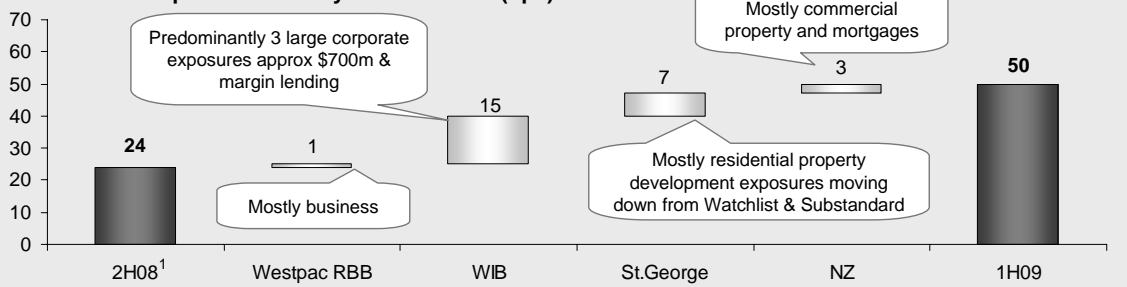 70
Mostly commercial
property and mortgages
60
Predominantly 3 large corporate
exposures approx $700m &
margin lending
50
40
30
20
10
0
24
1
15
7
3
50
Mostly business
Mostly residential property
development exposures moving
down from Watchlist & Substandard
2H08¹ Westpac RBB WIB St.George NZ 1H09